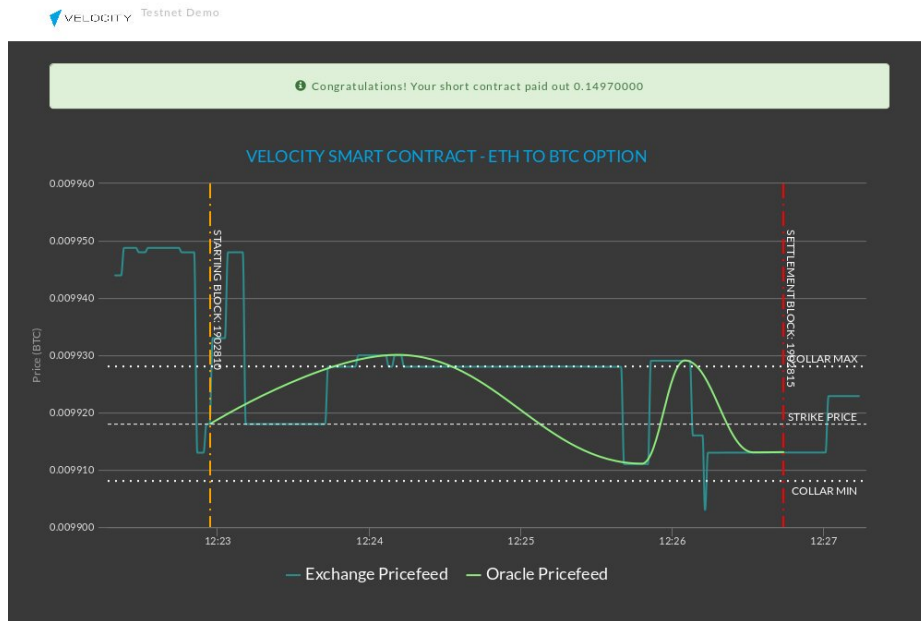 VELOCITY Testnet Demo
Congratulations! Your short contract paid out 0.14970000
VELOCITY SMART CONTRACT - ETH TO BTC OPTION
Price (BTC)
0.009960
0.009950
0.009940
0.009930
0.009920
0.009910
0.009900
STARTING BLOCK: 1902810
SETTLEMENT BLOCK: 1902815
COLLAR MAX
STRIKE PRICE
COLLAR MIN
12:23
12:24
12:25
12:26
12:27
Exchange Pricefeed
Oracle Pricefeed